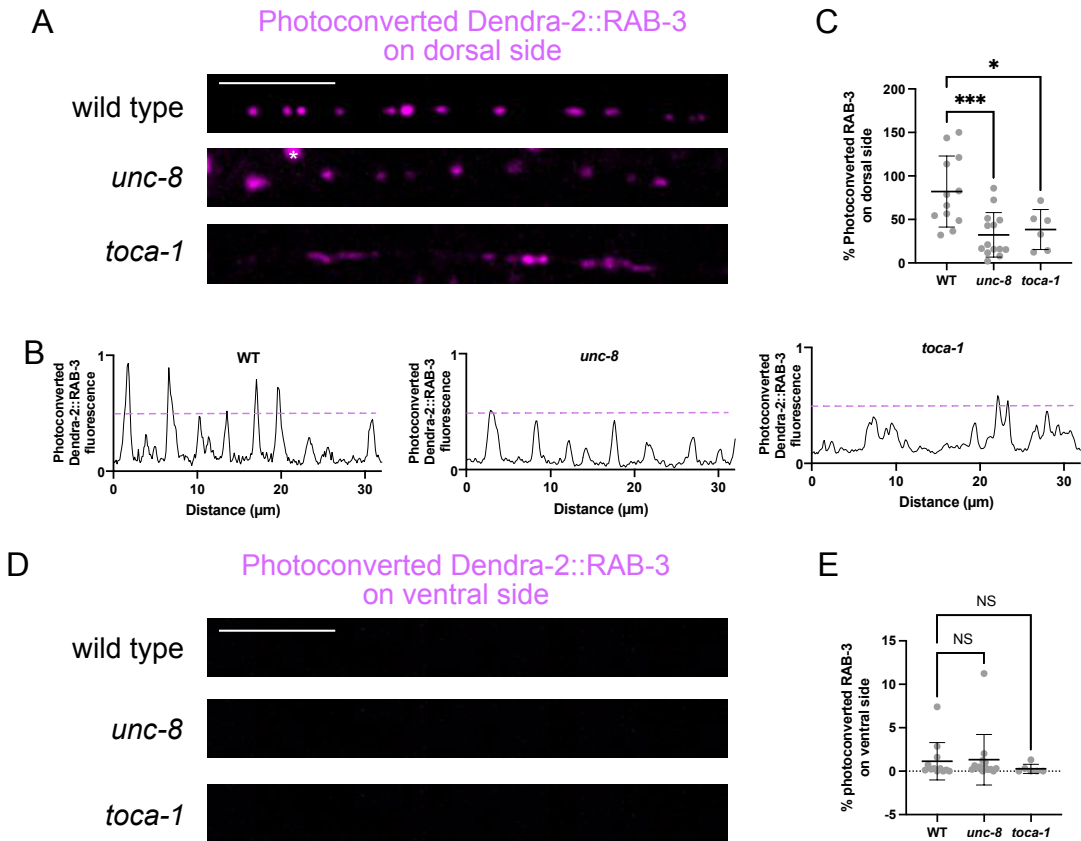 A
Photoconverted Dendra-2::RAB-3
on dorsal side
wild type
*
unc-8
toca-1
C
*
***
% Photoconverted RAB-3
on dorsal side
200
150
100
50
0
WT
unc-8
toca-1
B
Photoconverted
Dendra-2::RAB-3
fluorescence
WT
1
0
0
10
20
30
Distance (µm)
Photoconverted
Dendra-2::RAB-3
fluorescence
unc-8
1
0
0
10
20
30
Distance (µm)
Photoconverted
Dendra-2::RAB-3
fluorescence
toca-1
1
0
0
10
20
30
Distance (µm)
D
Photoconverted Dendra-2::RAB-3
on ventral side
wild type
unc-8
toca-1
E
NS
NS
% photoconverted RAB-3
on ventral side
15
10
5
0
-5
WT
unc-8
toca-1